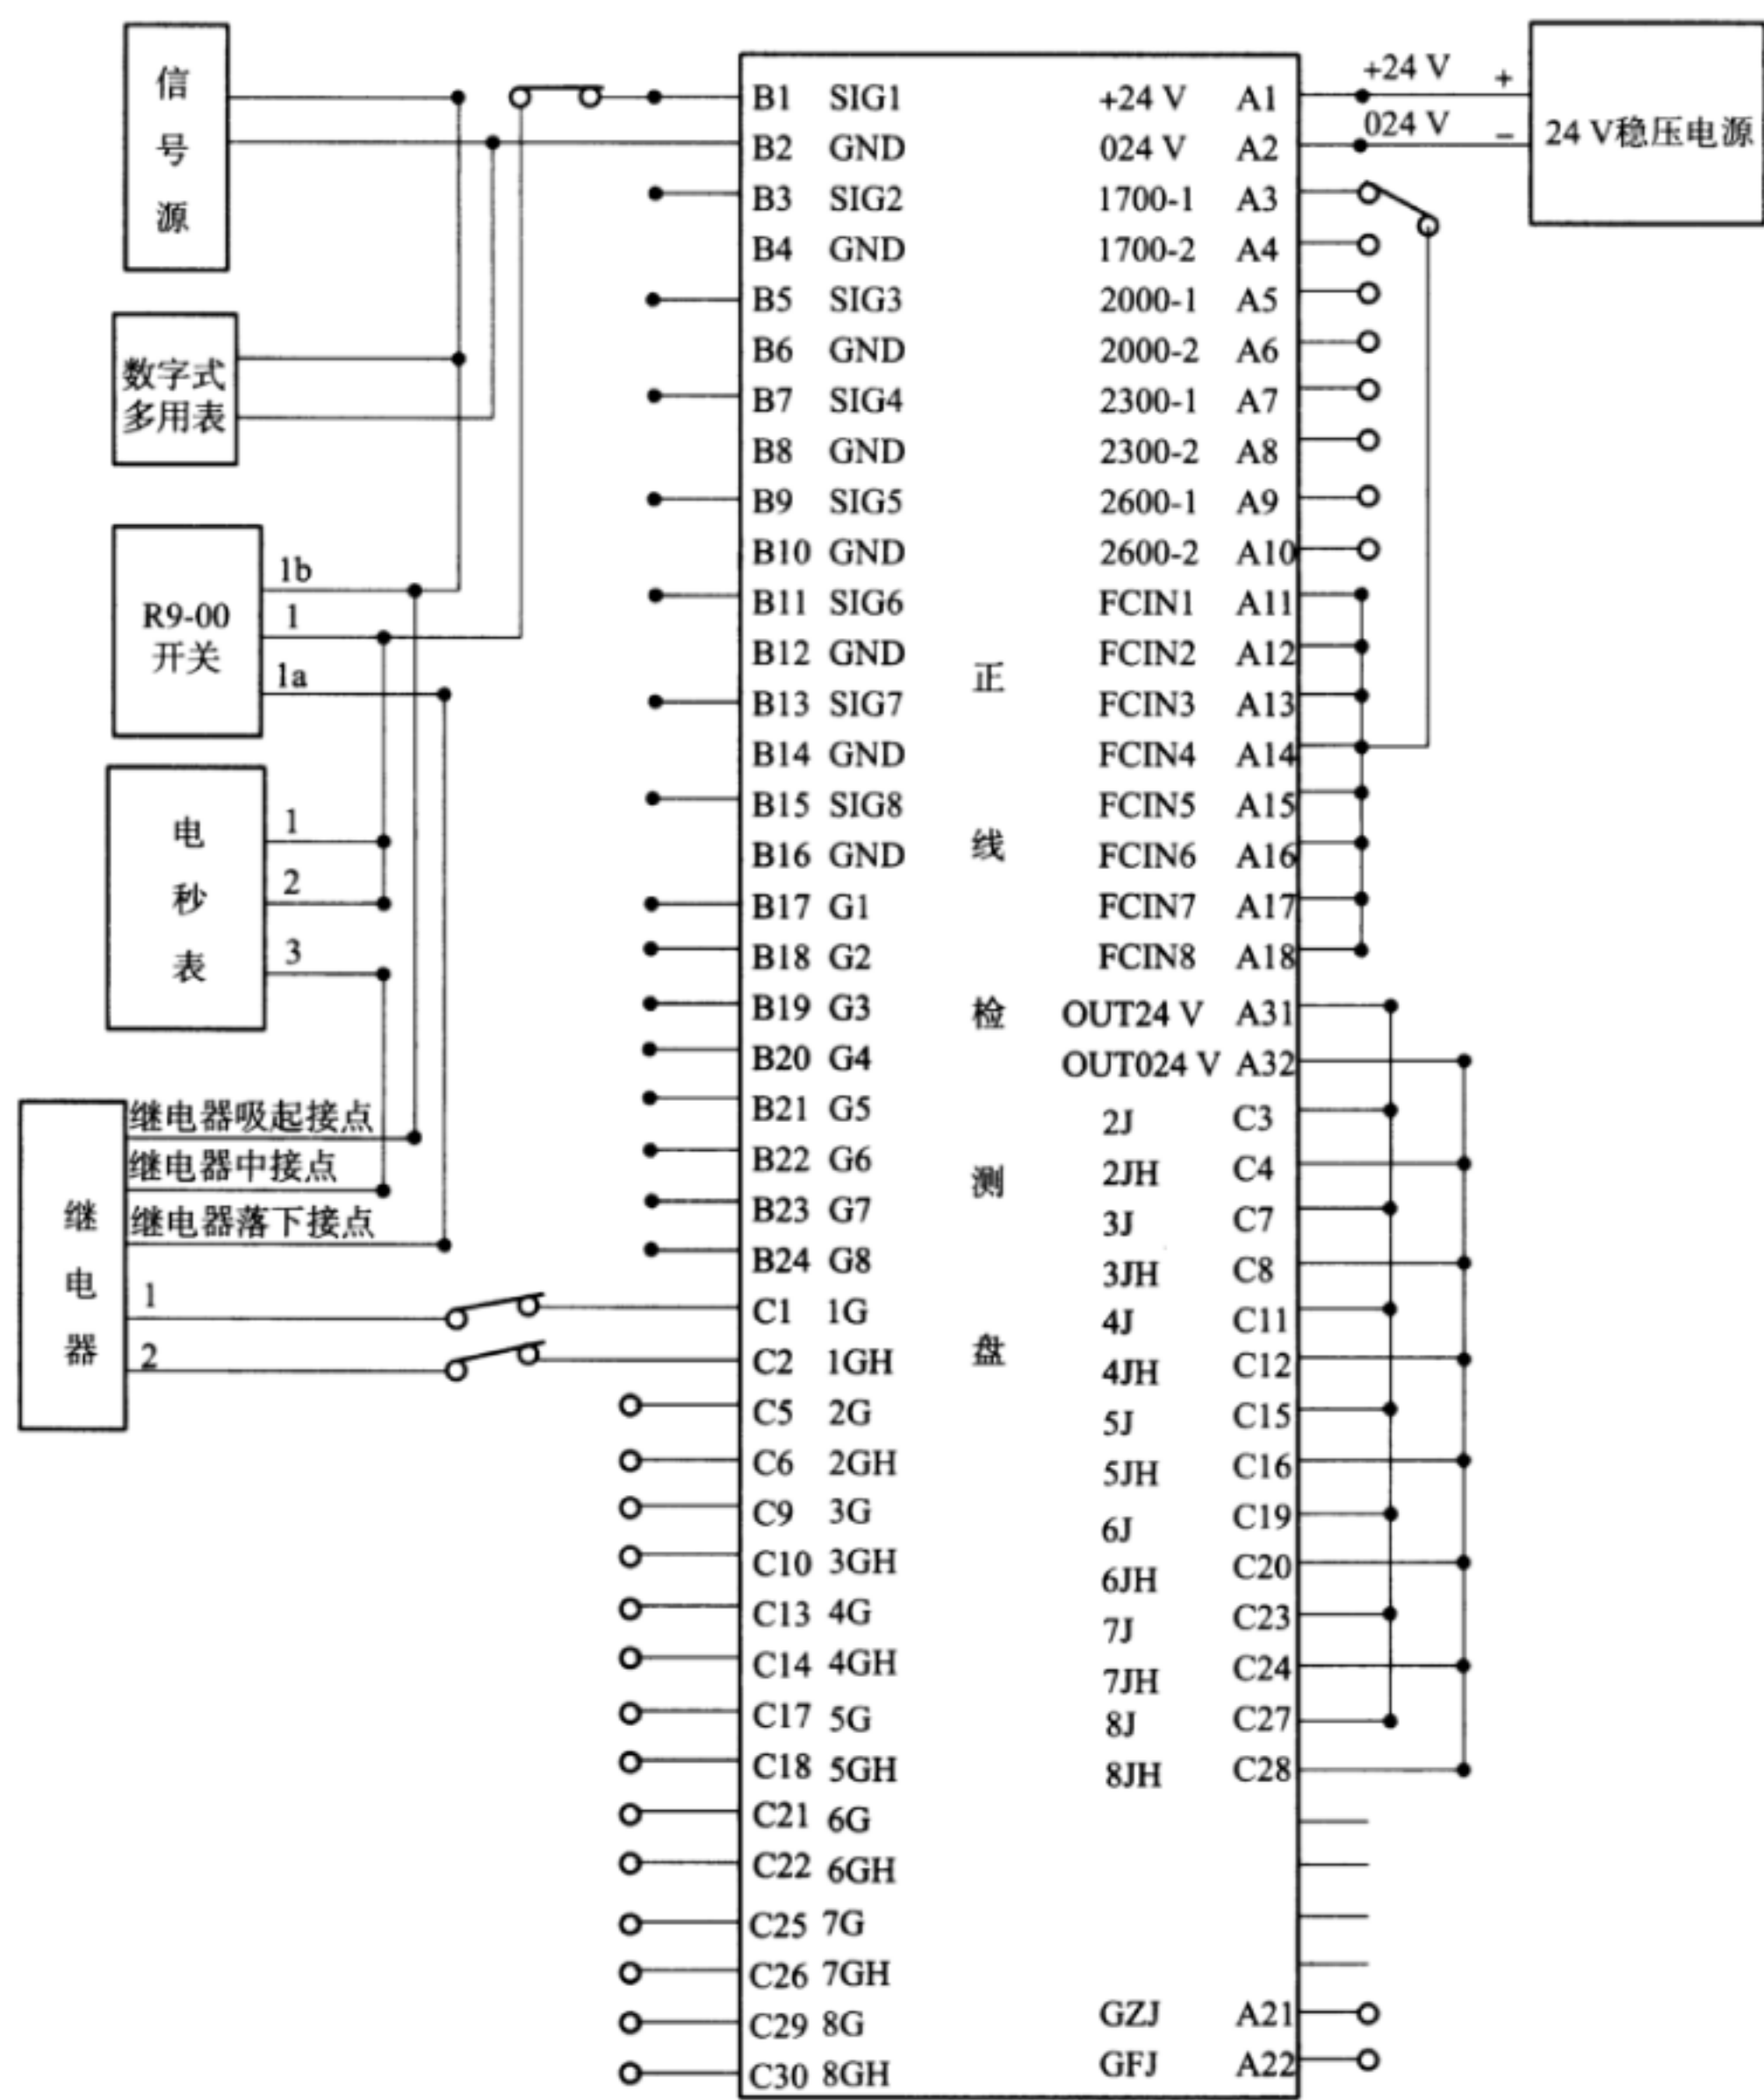 信号源
数字式
多用表
R9-00
开关
1b
1
1a
电秒表
1
2
3
继电器
继电器吸起接点
继电器中接点
继电器落下接点
1
2
B1 SIG1
B2 GND
B3 SIG2
B4 GND
B5 SIG3
B6 GND
B7 SIG4
B8 GND
B9 SIG5
B10 GND
B11 SIG6
B12 GND
B13 SIG7
B14 GND
B15 SIG8
B16 GND
B17 G1
B18 G2
B19 G3
B20 G4
B21 G5
B22 G6
B23 G7
B24 G8
C1 1G
C2 1GH
C5 2G
C6 2GH
C9 3G
C10 3GH
C13 4G
C14 4GH
C17 5G
C18 5GH
C21 6G
C22 6GH
C25 7G
C26 7GH
C29 8G
C30 8GH
正线检测盘
+24 V A1
024 V A2
1700-1 A3
1700-2 A4
2000-1 A5
2000-2 A6
2300-1 A7
2300-2 A8
2600-1 A9
2600-2 A10
FCIN1 A11
FCIN2 A12
FCIN3 A13
FCIN4 A14
FCIN5 A15
FCIN6 A16
FCIN7 A17
FCIN8 A18
OUT24 V A31
OUT024 V A32
2J C3
2JH C4
3J C7
3JH C8
4J C11
4JH C12
5J C15
5JH C16
6J C19
6JH C20
7J C23
7JH C24
8J C27
8JH C28
GZJ A21
GFJ A22
+24 V +
024 V −
24 V稳压电源